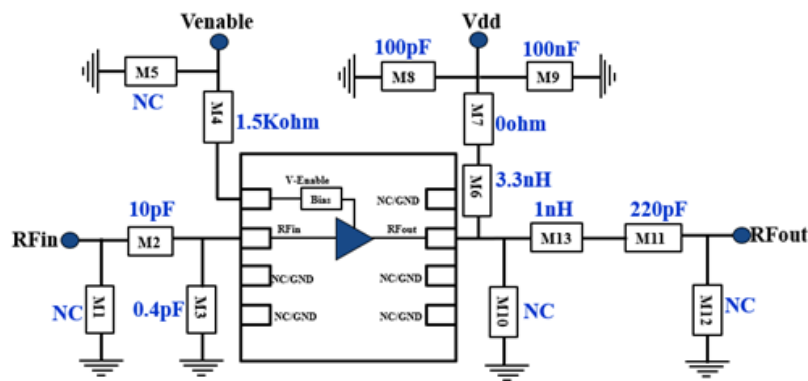 Venable
Vdd
100pF
100nF
M5
M8
M9
NC
M4
1.5Kohm
M7
0ohm
V-Enable
Bias
NC/GND
M6
3.3nH
10pF
1nH
220pF
RFin
M2
RFin
RFout
M13
M11
RFout
NC
M1
0.4pF
M3
NC/GND
NC/GND
M10
NC
M12
NC
NC/GND
NC/GND